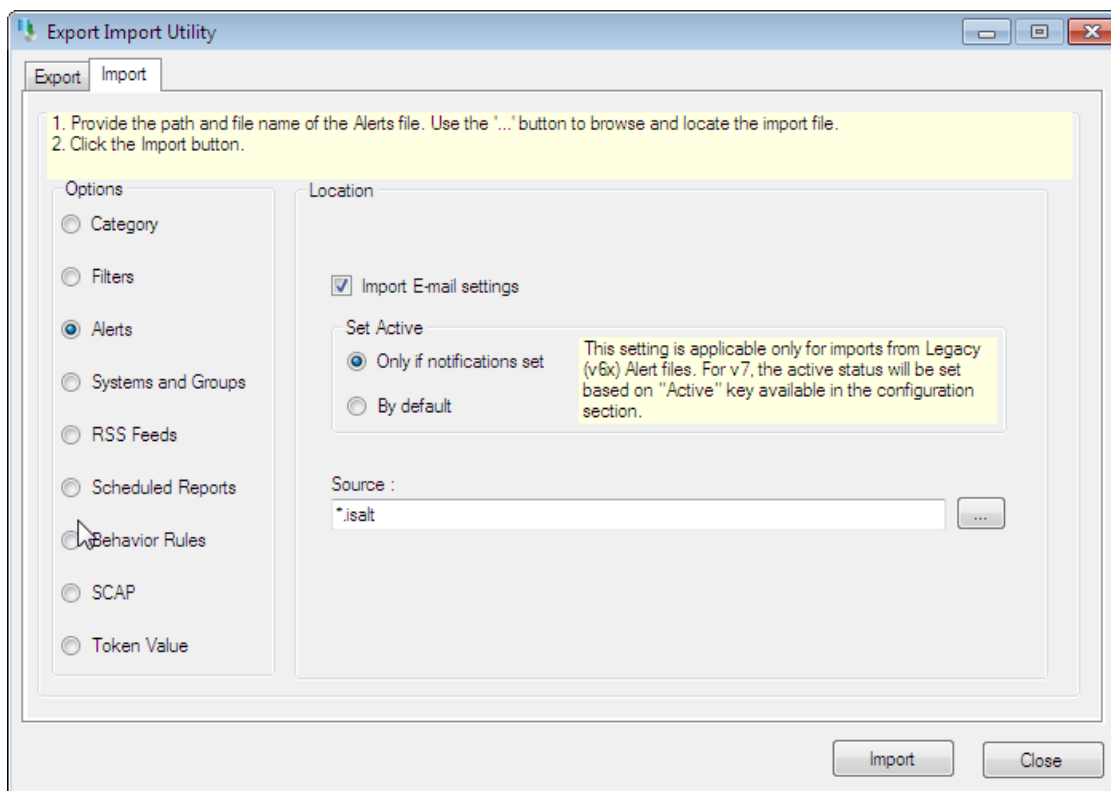 Export Import Utility
Export
Import
1. Provide the path and file name of the Alerts file. Use the '...' button to browse and locate the import file.
2. Click the Import button.
Options
Category
Filters
Alerts
Systems and Groups
RSS Feeds
Scheduled Reports
Behavior Rules
SCAP
Token Value
Location
Import E-mail settings
Set Active
Only if notifications set
By default
This setting is applicable only for imports from Legacy
(v6x) Alert files. For v7, the active status will be set
based on "Active" key available in the configuration
section.
Source :
*.isalt
...
Import
Close